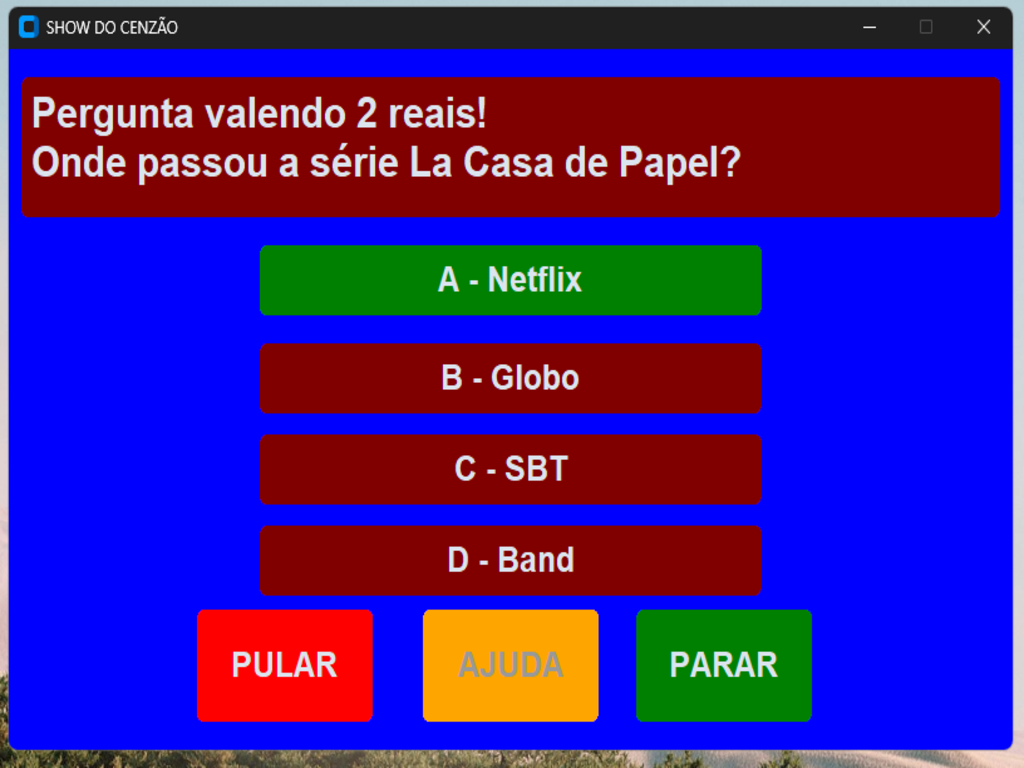 SHOW DO CENZÃO
Pergunta valendo 2 reais!
Onde passou a série La Casa de Papel?
A - Netflix
B - Globo
C - SBT
D - Band
PULAR
AJUDA
PARAR